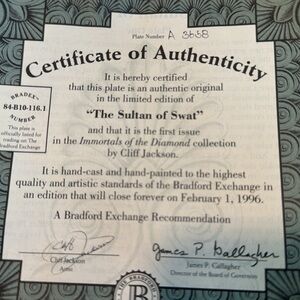 Plate Number A 3638
Certificate of Authenticity
BRADEX
84-B10-116.1
NUMBER
This plate is
officially listed for
trading on The
Bradford Exchange
It is hereby certified
that this plate is an authentic original
in the limited edition of
"The Sultan of Swat"
and that it is the first issue
in the Immortals of the Diamond collection
by Cliff Jackson.
It is hand-cast and hand-painted to the highest
quality and artistic standards of the Bradford Exchange in
an edition that will close forever on February 1, 1996.
A Bradford Exchange Recommendation
Cliff Jackson
Artist
James P. Gallagher
James P. Gallagher
Director of the Board of Governors
B